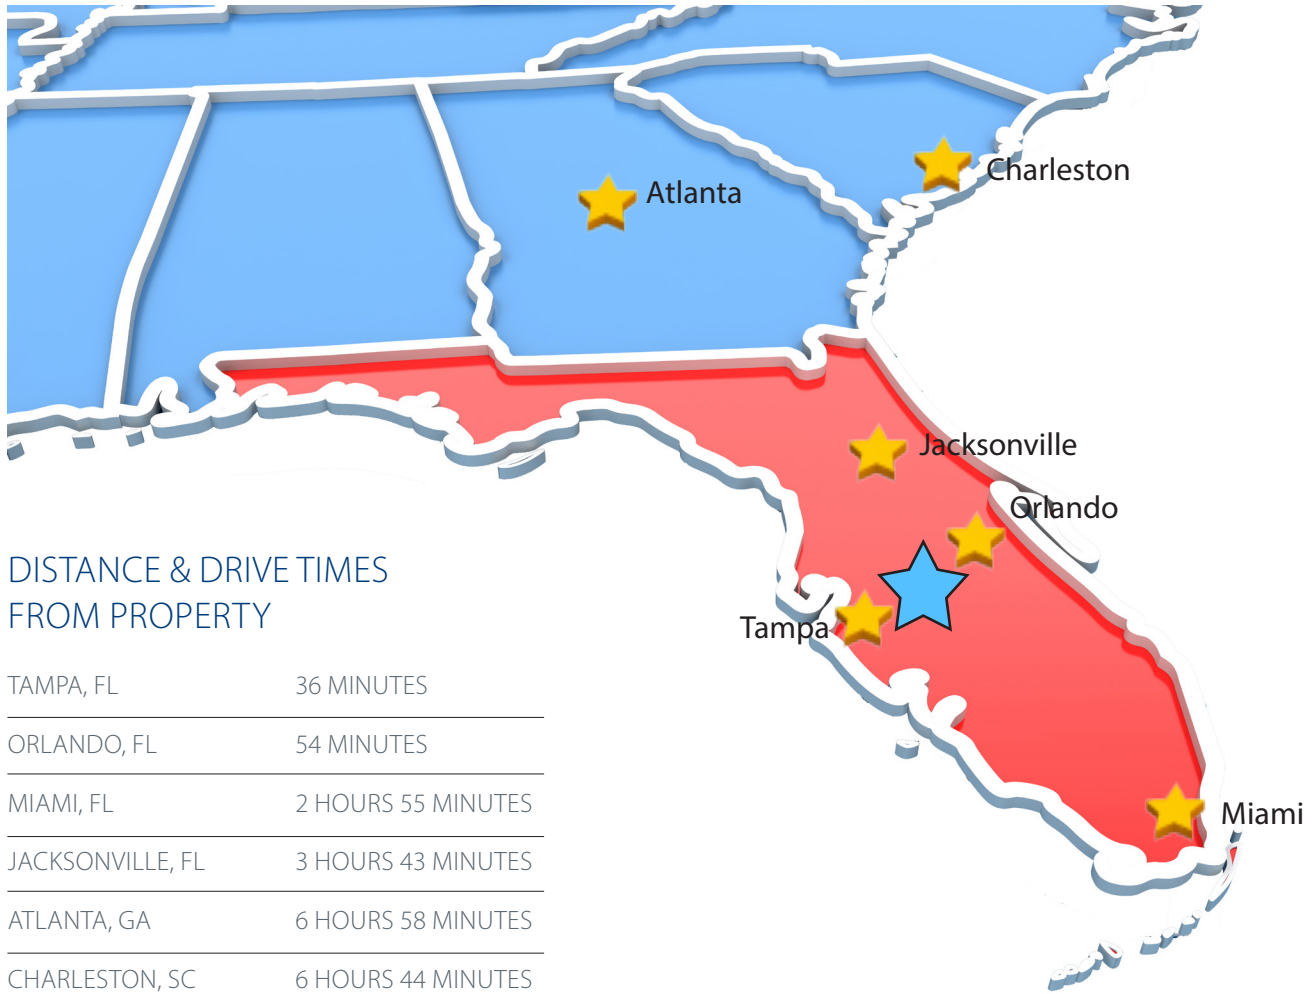 Charleston
Atlanta
Jacksonville
Orlando
Tampa
Miami
DISTANCE & DRIVE TIMES
FROM PROPERTY
TAMPA, FL 36 MINUTES
ORLANDO, FL 54 MINUTES
MIAMI, FL 2 HOURS 55 MINUTES
JACKSONVILLE, FL 3 HOURS 43 MINUTES
ATLANTA, GA 6 HOURS 58 MINUTES
CHARLESTON, SC 6 HOURS 44 MINUTES